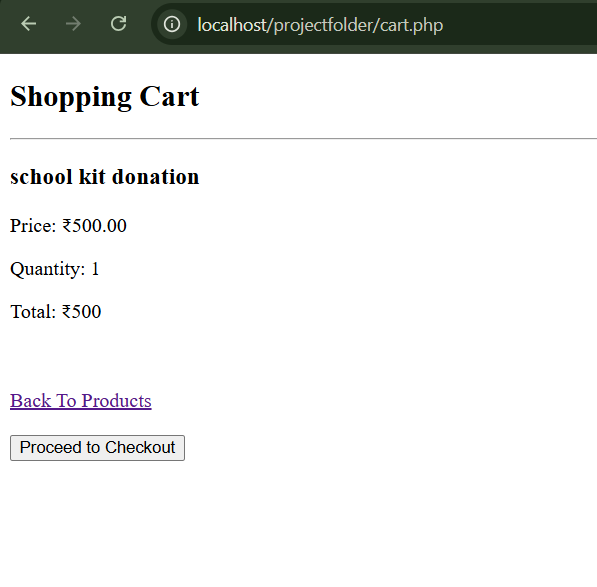 localhost/projectfolder/cart.php
Shopping Cart
school kit donation
Price: ₹500.00
Quantity: 1
Total: ₹500
Back To Products
Proceed to Checkout